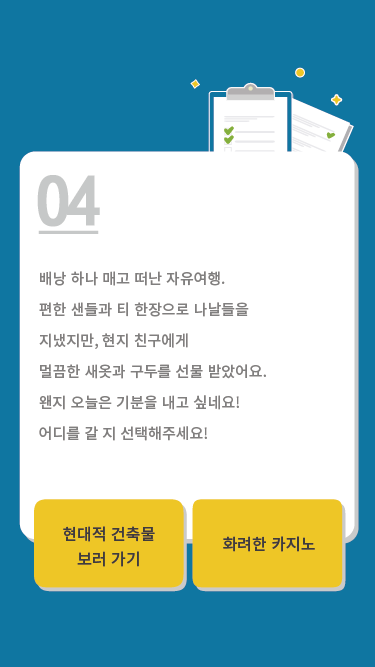 04
배낭 하나 매고 떠난 자유여행.
편한 샌들과 티 한장으로 나날들을
지냈지만, 현지 친구에게
멀끔한 새옷과 구두를 선물 받았어요.
왠지 오늘은 기분을 내고 싶네요!
어디를 갈 지 선택해주세요!
현대적 건축물
보러 가기
화려한 카지노